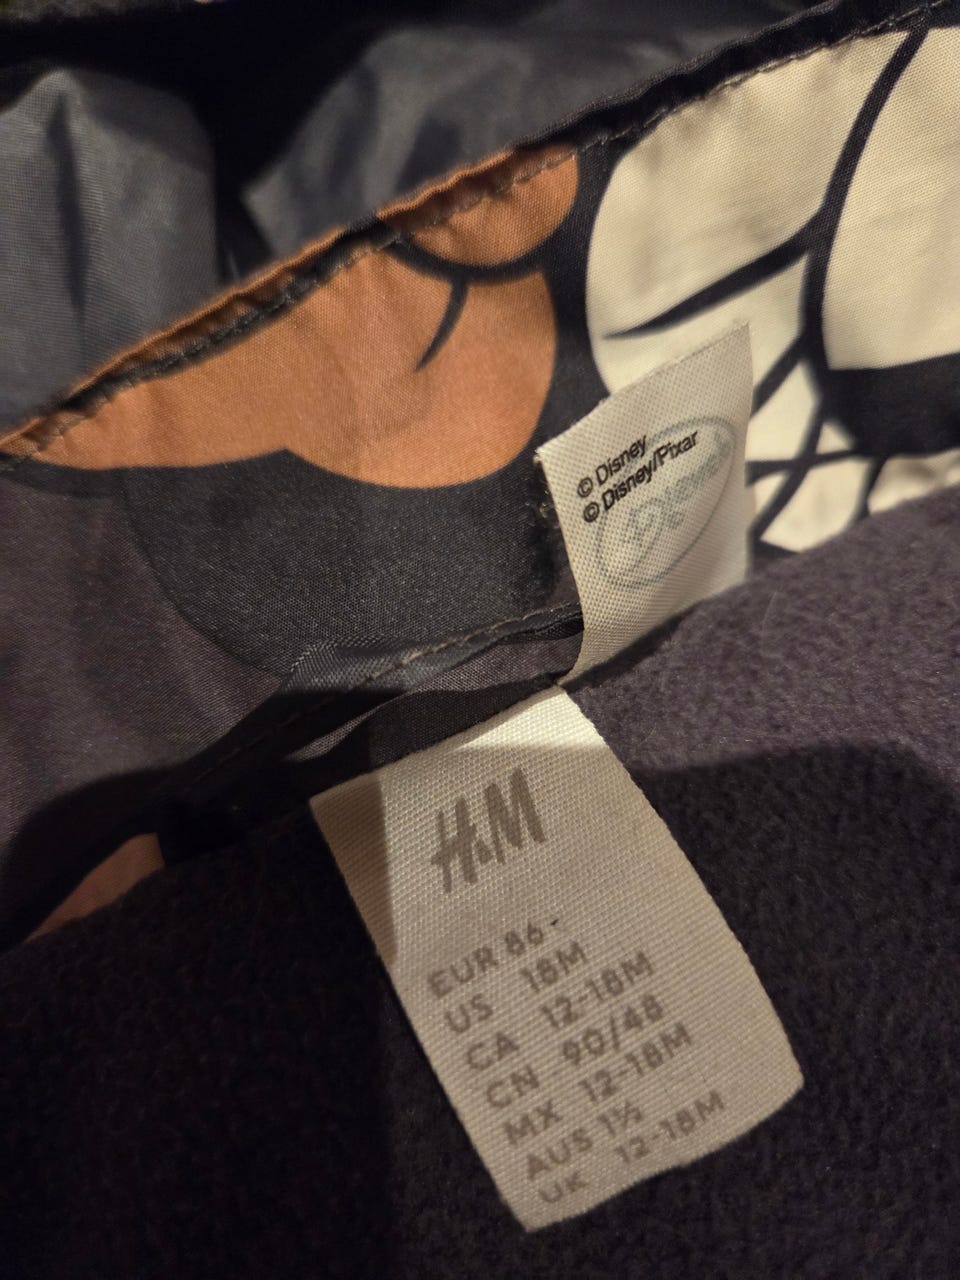 © Disney
© Disney/Pixar
H&M
EUR 86
US 18M
CA 12-18M
CN 90/48
MX 12-18M
AUS 1½
UK 12-18M